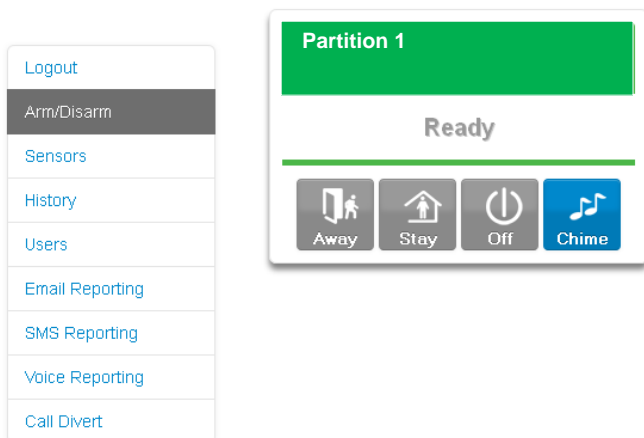 Logout
Arm/Disarm
Sensors
History
Users
Email Reporting
SMS Reporting
Voice Reporting
Call Divert
Partition 1
Ready
Away Stay Off Chime